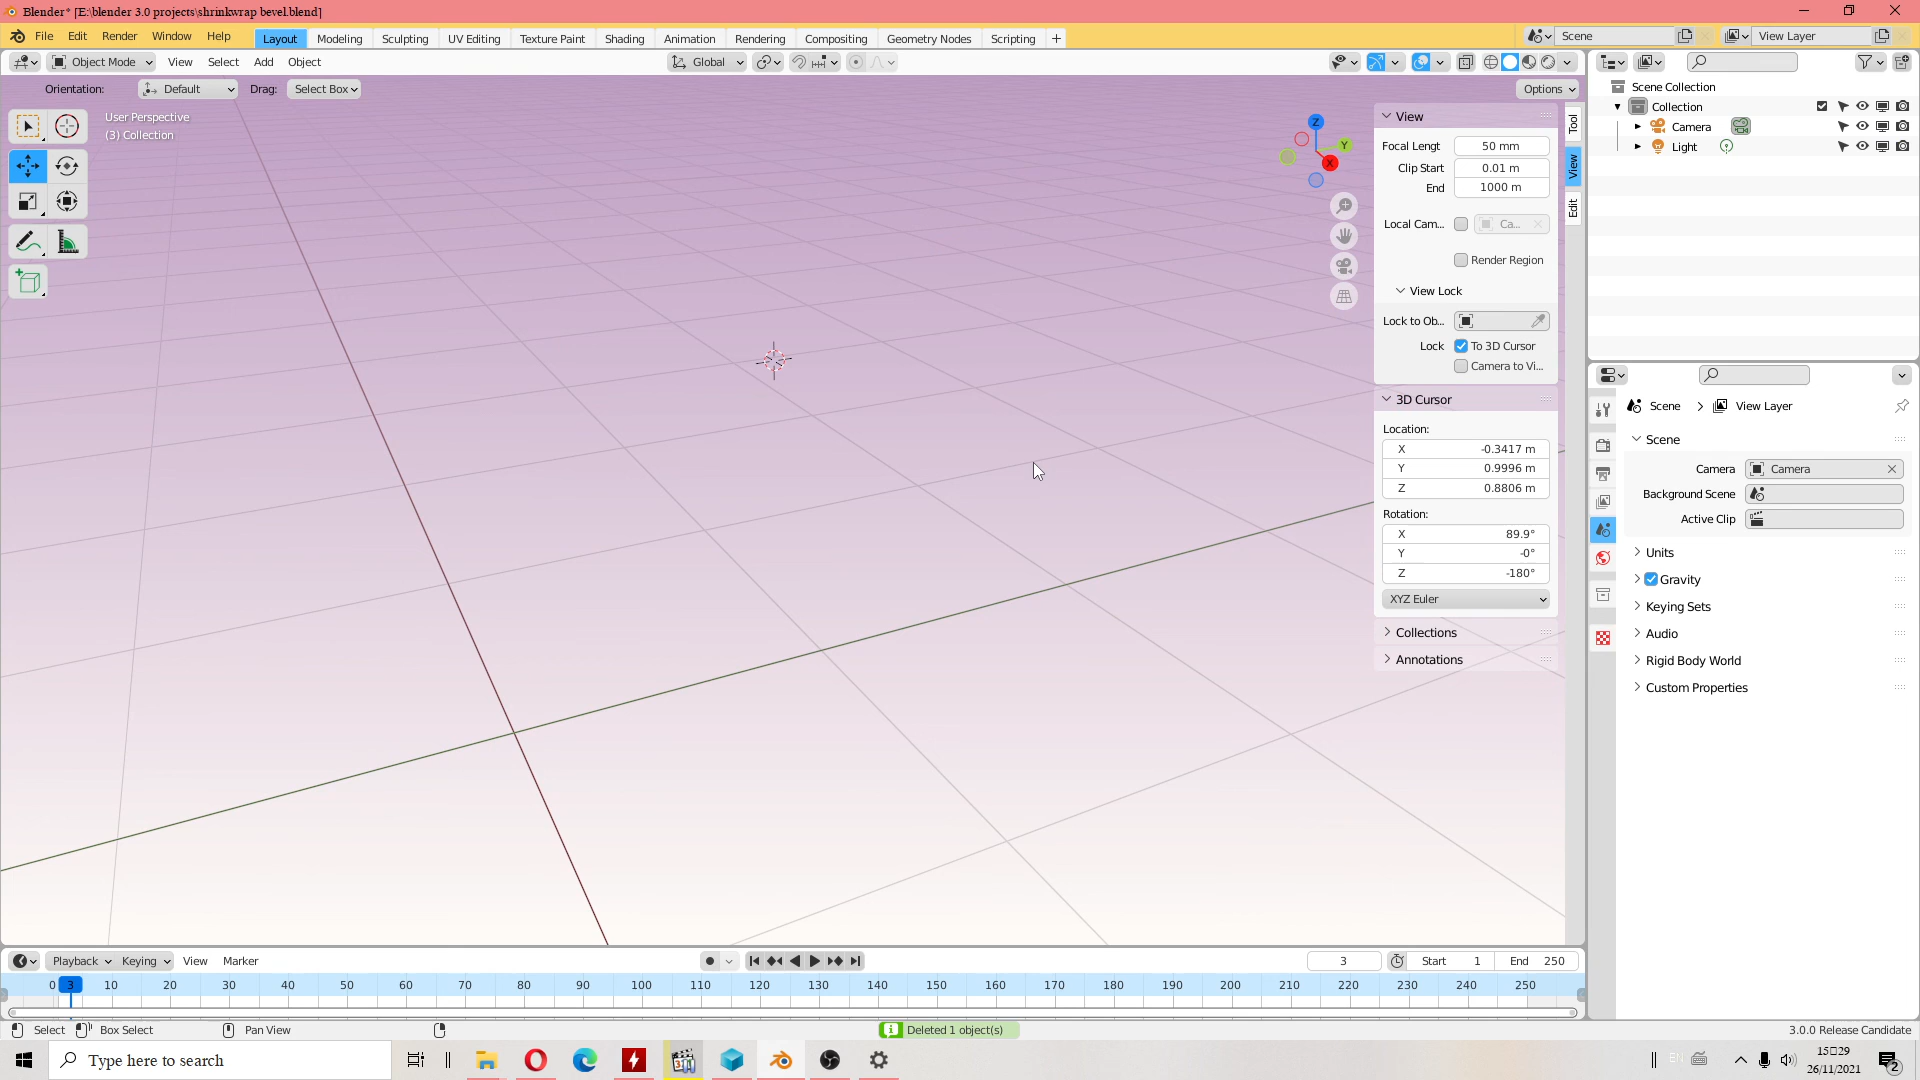 Blender* [E:\blender 3.0 projects\shrinkwrap bevel.blend]
File Edit Render Window Help Layout Modeling Sculpting UV Editing Texture Paint Shading Animation Rendering Compositing Geometry Nodes Scripting + Scene View Layer
Object Mode View Select Add Object Global
Orientation: Default Drag: Select Box Options
User Perspective
(3) Collection
Z
Y
X
View
Focal Lengt 50 mm
Clip Start 0.01 m
End 1000 m
Local Cam... Ca...
Render Region
View Lock
Lock to Ob...
Lock To 3D Cursor
Camera to Vi...
3D Cursor
Location:
X -0.3417 m
Y 0.9996 m
Z 0.8806 m
Rotation:
X 89.9°
Y -0°
Z -180°
XYZ Euler
Collections
Annotations
Tool
View
Edit
Scene Collection
Collection
Camera
Light
Scene View Layer
Scene
Camera Camera
Background Scene
Active Clip
Units
Gravity
Keying Sets
Audio
Rigid Body World
Custom Properties
Playback Keying View Marker 3 Start 1 End 250
0 3 10 20 30 40 50 60 70 80 90 100 110 120 130 140 150 160 170 180 190 200 210 220 230 240 250
Select Box Select Pan View Deleted 1 object(s) 3.0.0 Release Candidate
Type here to search
15:29
26/11/2021
2